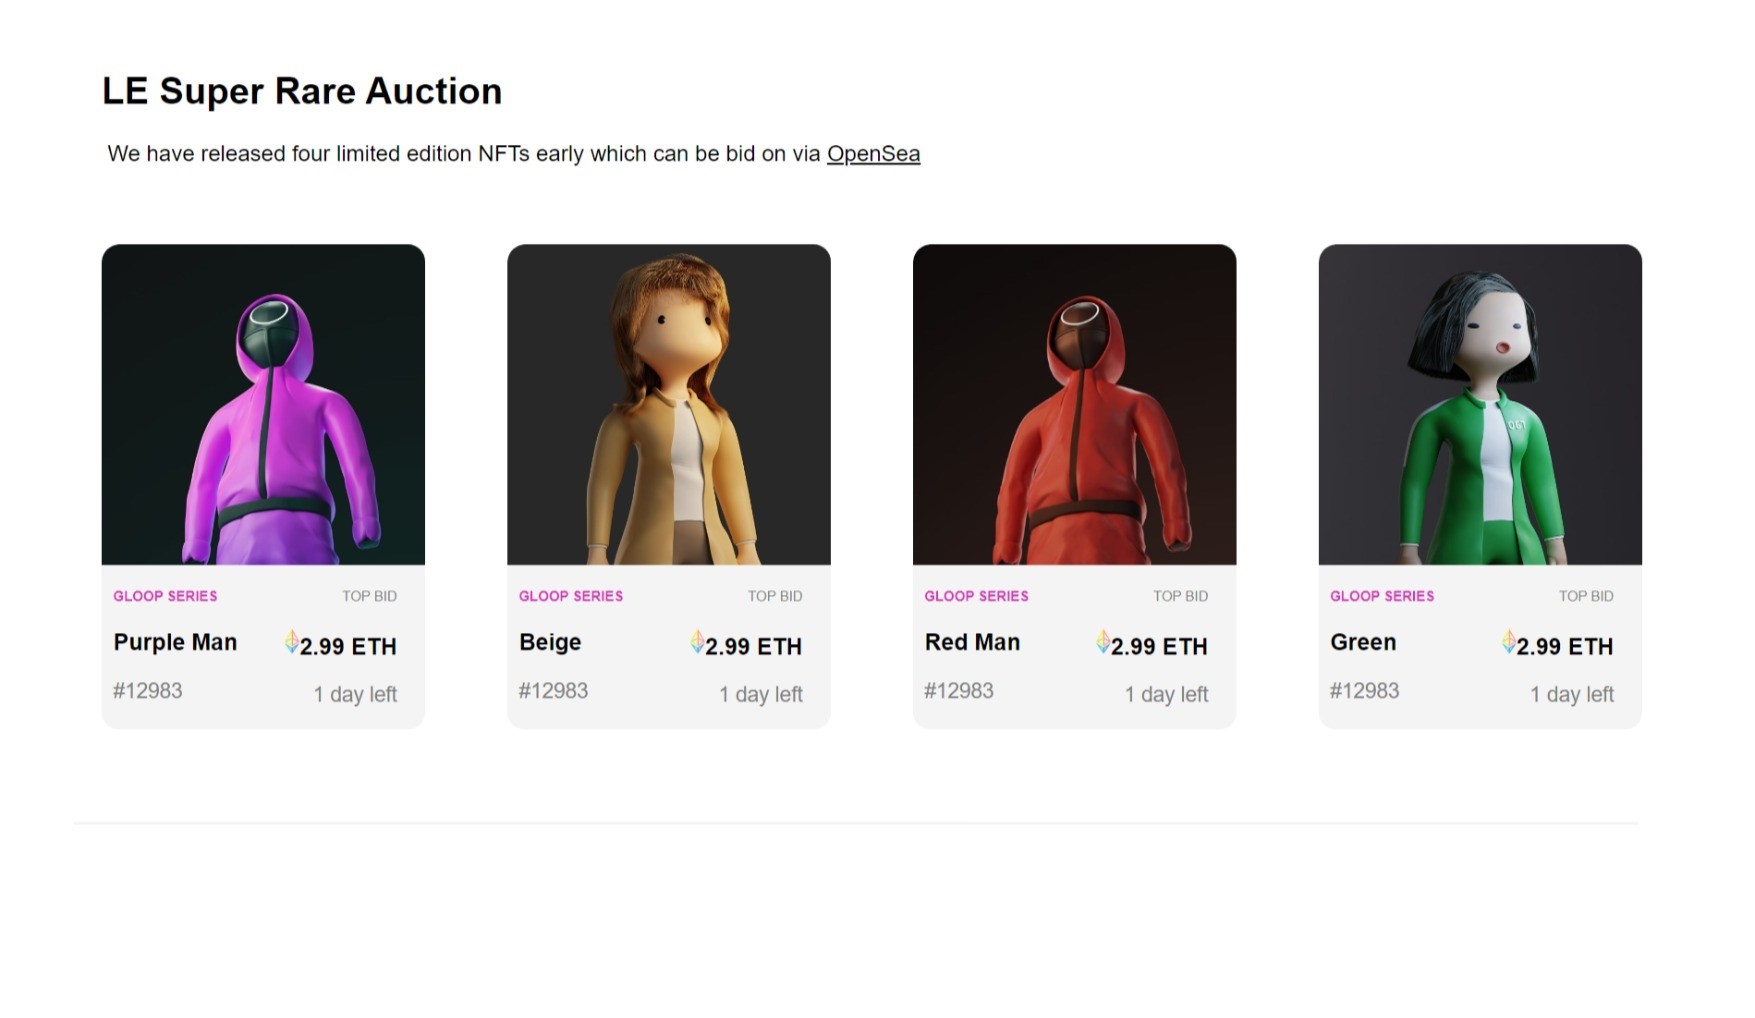 LE Super Rare Auction
We have released four limited edition NFTs early which can be bid on via OpenSea
067
GLOOP SERIES TOP BID
Purple Man 2.99 ETH
#12983 1 day left
GLOOP SERIES TOP BID
Beige 2.99 ETH
#12983 1 day left
GLOOP SERIES TOP BID
Red Man 2.99 ETH
#12983 1 day left
GLOOP SERIES TOP BID
Green 2.99 ETH
#12983 1 day left